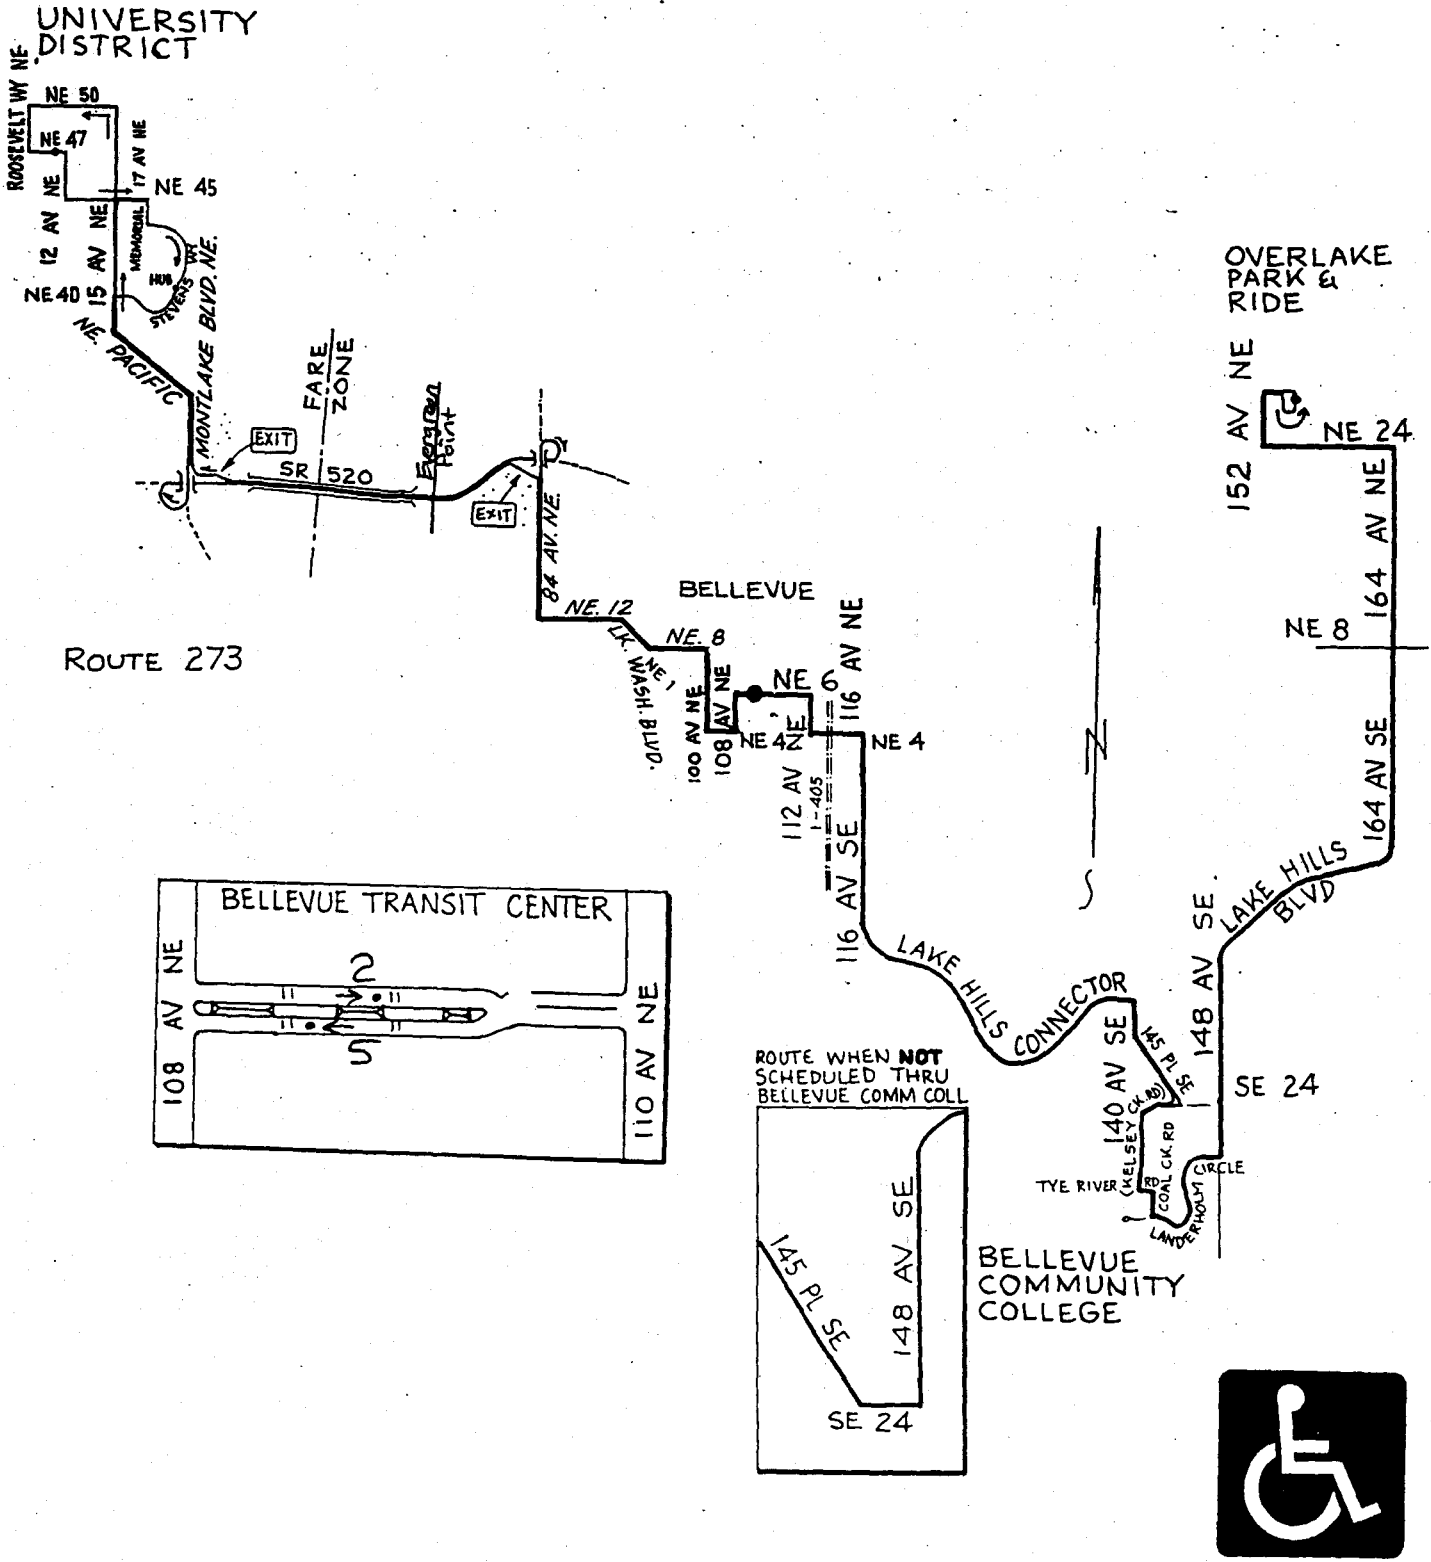 UNIVERSITY
DISTRICT
ROOSEVELT WY NE
NE 50
NE 47
17 AV NE
NE 45
12 AV NE
15 AV NE
MEMORIAL
WY
HUB
STEVENS
NE 40
NE. PACIFIC
MONTLAKE BLVD. NE.
EXIT
FARE
ZONE
SR 520
Evergreen
Point
EXIT
84 AV. NE.
NE. 12
LK. WASH. BLVD.
NE 1
NE. 8
BELLEVUE
100 AV NE
108 AV NE
NE 6
NE 4
112 AV NE
I-405
116 AV NE
NE 4
116 AV SE
ROUTE 273
OVERLAKE
PARK &
RIDE
152 AV NE
NE 24
164 AV NE
NE 8
164 AV SE
N
S
LAKE HILLS
BLVD
148 AV SE
LAKE HILLS CONNECTOR
140 AV SE
145 PL SE
SE 24
(KELSEY CK. RD)
COAL CK. RD
TYE RIVER RD
LANDERHOLM CIRCLE
BELLEVUE
COMMUNITY
COLLEGE
BELLEVUE TRANSIT CENTER
108 AV NE
2
5
110 AV NE
ROUTE WHEN NOT
SCHEDULED THRU
BELLEVUE COMM COLL
145 PL SE
148 AV SE
SE 24